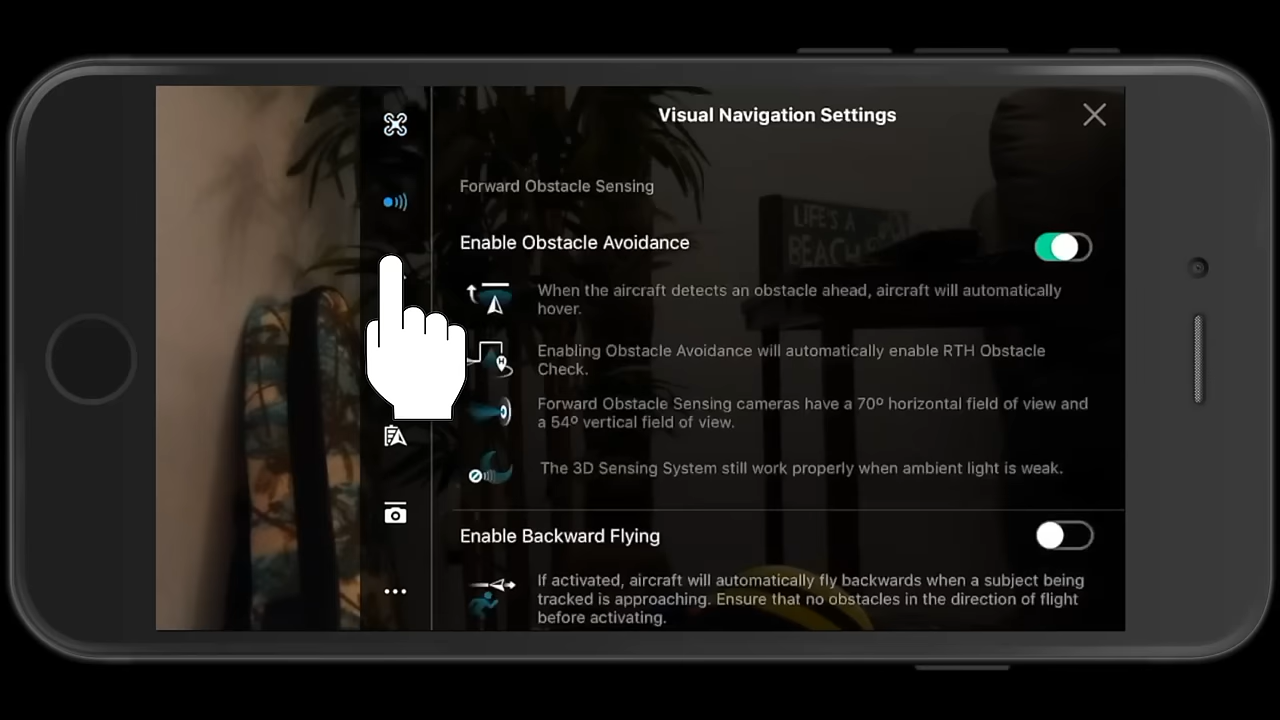 Visual Navigation Settings
Forward Obstacle Sensing
LIFE'S A
BEACH
Enable Obstacle Avoidance
When the aircraft detects an obstacle ahead, aircraft will automatically
hover.
Enabling Obstacle Avoidance will automatically enable RTH Obstacle
Check.
Forward Obstacle Sensing cameras have a 70º horizontal field of view and
a 54º vertical field of view.
The 3D Sensing System still work properly when ambient light is weak.
Enable Backward Flying
If activated, aircraft will automatically fly backwards when a subject being
tracked is approaching. Ensure that no obstacles in the direction of flight
before activating.